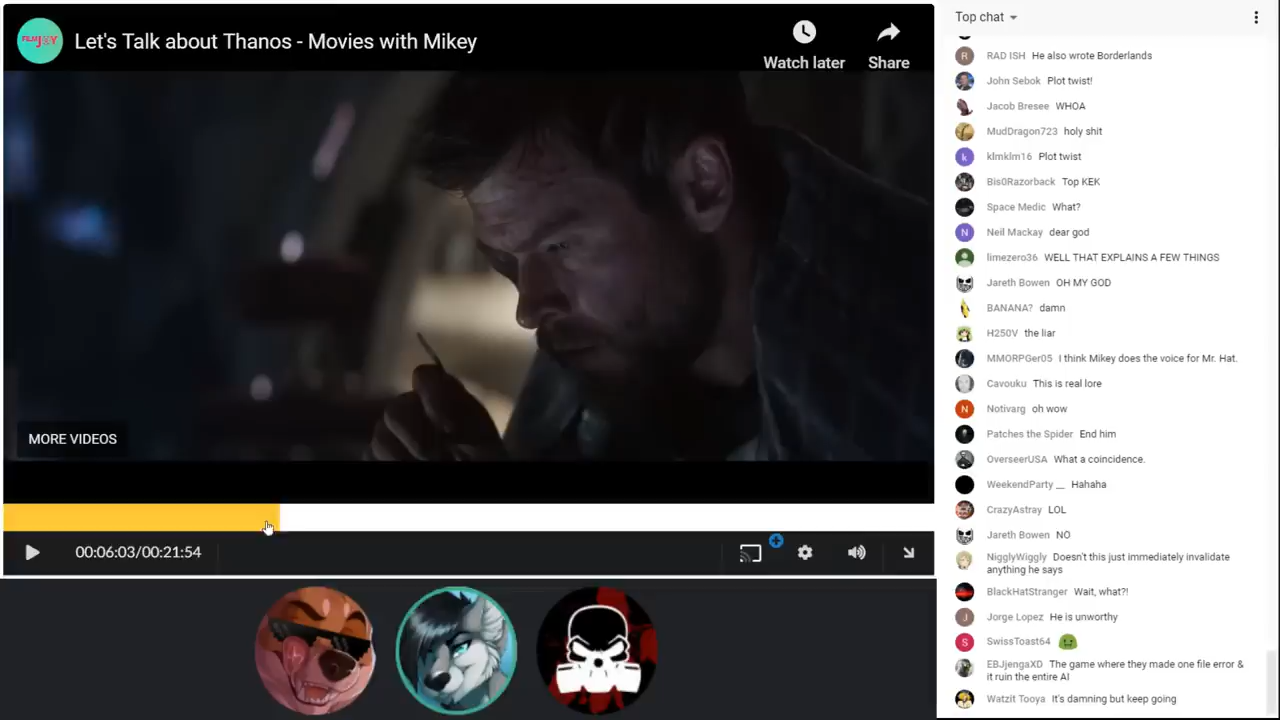 FILMJOY
Let's Talk about Thanos - Movies with Mikey
Watch later
Share
MORE VIDEOS
00:06:03/00:21:54
Top chat
R RAD ISH He also wrote Borderlands
John Sebok Plot twist!
Jacob Bresee WHOA
MudDragon723 holy shit
k klmklm16 Plot twist
Bis0Razorback Top KEK
Space Medic What?
N Neil Mackay dear god
limezero36 WELL THAT EXPLAINS A FEW THINGS
Jareth Bowen OH MY GOD
BANANA? damn
H250V the liar
MMORPGer05 I think Mikey does the voice for Mr. Hat.
Cavouku This is real lore
N Notivarg oh wow
Patches the Spider End him
OverseerUSA What a coincidence.
WeekendParty __ Hahaha
CrazyAstray LOL
Jareth Bowen NO
NigglyWiggly Doesn't this just immediately invalidate
anything he says
BlackHatStranger Wait, what?!
J Jorge Lopez He is unworthy
S SwissToast64
EBJjengaXD The game where they made one file error &
it ruin the entire AI
Watzit Tooya It's damning but keep going